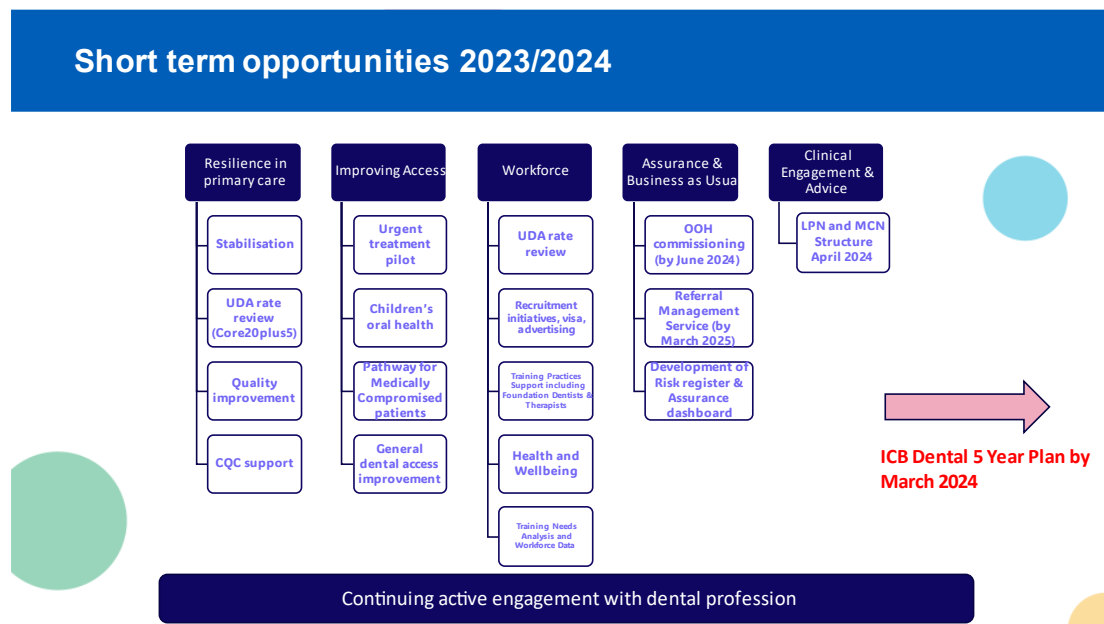 Short term opportunities 2023/2024
Resilience in
primary care
Stabilisation
UDA rate
review
(Core20plus5)
Quality
improvement
CQC support
Improving Access
Urgent
treatment
pilot
Children's
oral health
Pathway for
Medically
Compromised
patients
General
dental access
improvement
Workforce
UDA rate
review
Recruitment
initiatives, visa,
advertising
Training Practices
Support including
Foundation Dentists &
Therapists
Health and
Wellbeing
Training Needs
Analysis and
Workforce Data
Assurance &
Business as Usua
OOH
commissioning
(by June 2024)
Referral
Management
Service (by
March 2025)
Development of
Risk register &
Assurance
dashboard
Clinical
Engagement &
Advice
LPN and MCN
Structure
April 2024
ICB Dental 5 Year Plan by
March 2024
Continuing active engagement with dental profession